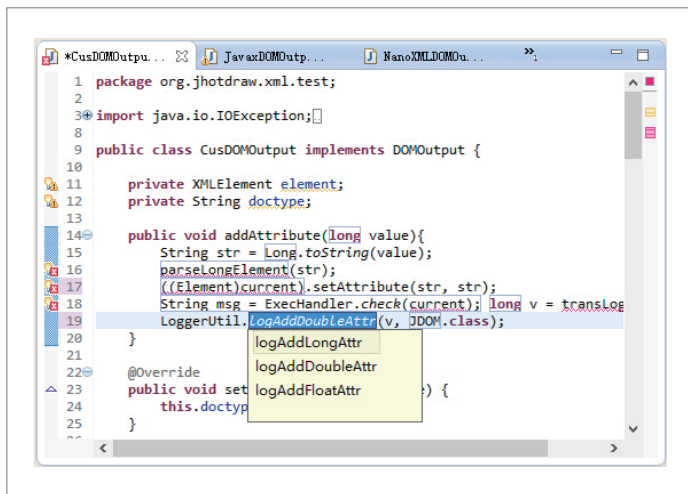 *CusDOMOutpu... JavaxDOMOutp... NanoXMLDOMOu... »1
1 package org.jhotdraw.xml.test;
2
3 import java.io.IOException;
8
9 public class CusDOMOutput implements DOMOutput {
10
11 private XMLElement element;
12 private String doctype;
13
14 public void addAttribute(long value){
15 String str = Long.toString(value);
16 parseLongElement(str);
17 ((Element)current).setAttribute(str, str);
18 String msg = ExecHandler.check(current); long v = transLog
19 LoggerUtil.logAddDoubleAttr(v, JDOM.class);
20 }
logAddLongAttr
21
22 @Override
logAddDoubleAttr
23 public void set ) {
logAddFloatAttr
24 this.doctyp
25 }